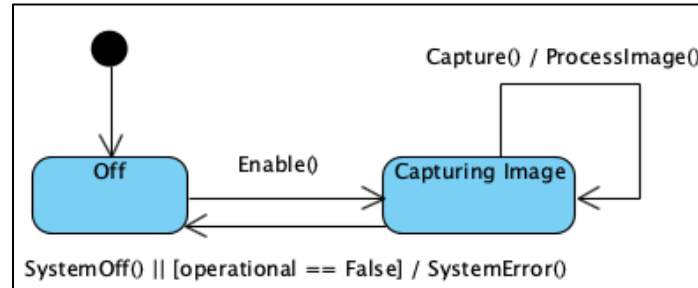 Capture() / ProcessImage()
Off
Enable()
Capturing Image
SystemOff() || [operational == False] / SystemError()